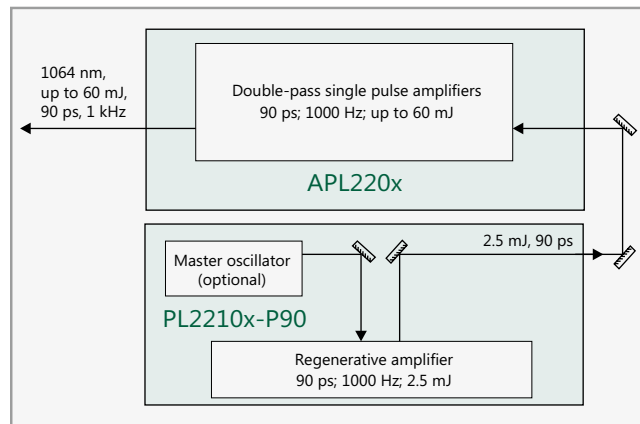 1064 nm,
up to 60 mJ,
90 ps, 1 kHz
Double-pass single pulse amplifiers
90 ps; 1000 Hz; up to 60 mJ
APL220x
2.5 mJ, 90 ps
Master oscillator
(optional)
PL2210x-P90
Regenerative amplifier
90 ps; 1000 Hz; 2.5 mJ